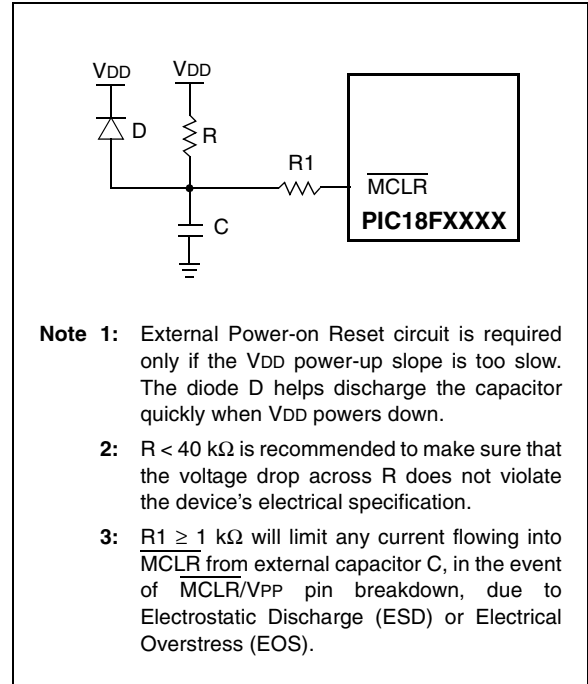 VDD VDD
D R
R1
MCLR
PIC18FXXXX
C
Note 1: External Power-on Reset circuit is required
only if the VDD power-up slope is too slow.
The diode D helps discharge the capacitor
quickly when VDD powers down.
2: R < 40 kΩ is recommended to make sure that
the voltage drop across R does not violate
the device's electrical specification.
3: R1 ≥ 1 kΩ will limit any current flowing into
MCLR from external capacitor C, in the event
of MCLR/VPP pin breakdown, due to
Electrostatic Discharge (ESD) or Electrical
Overstress (EOS).